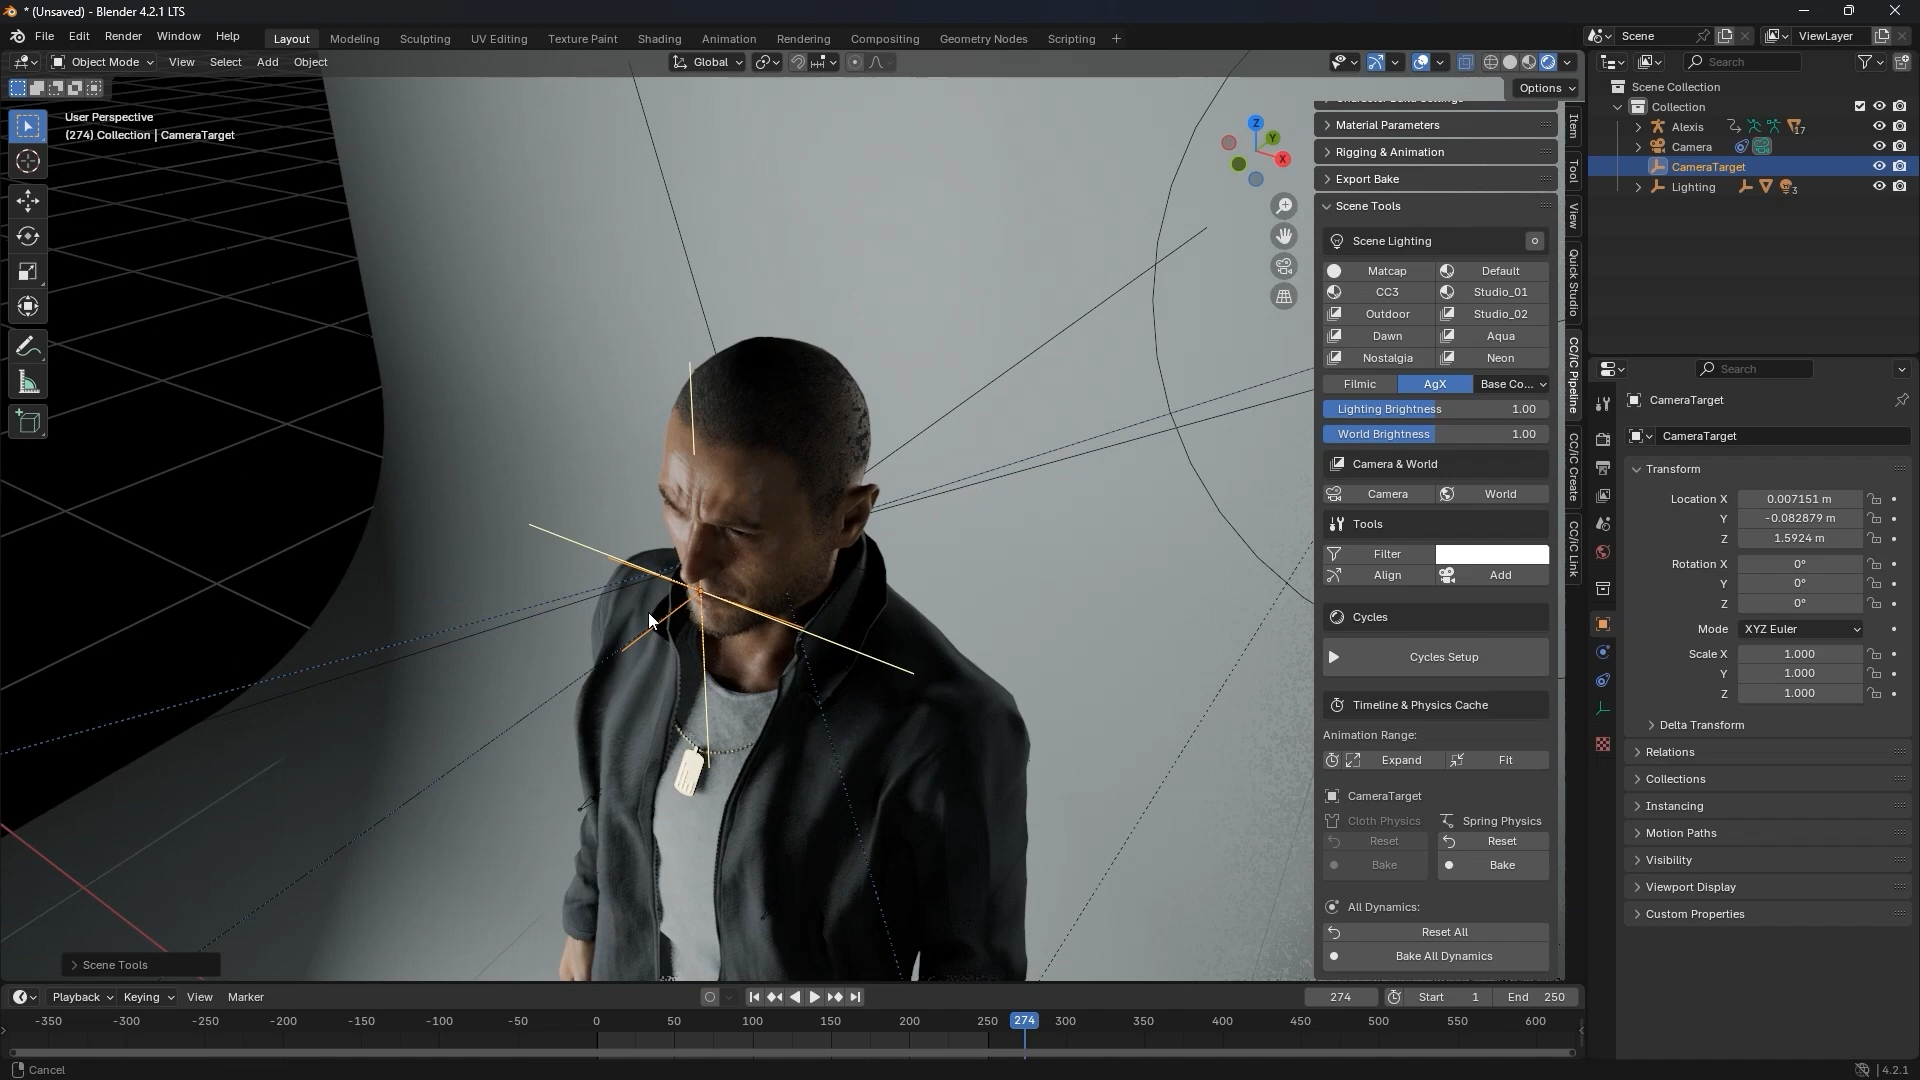 * (Unsaved) - Blender 4.2.1 LTS
File Edit Render Window Help Layout Modeling Sculpting UV Editing Texture Paint Shading Animation Rendering Compositing Geometry Nodes Scripting + Scene ViewLayer
Object Mode View Select Add Object Global Search
Options
User Perspective
(274) Collection | CameraTarget
Z
Y
X
Material Parameters
Rigging & Animation
Export Bake
Scene Tools
Scene Lighting
Matcap Default
CC3 Studio_01
Outdoor Studio_02
Dawn Aqua
Nostalgia Neon
Filmic AgX Base Co...
Lighting Brightness 1.00
World Brightness 1.00
Camera & World
Camera World
Tools
Filter
Align Add
Cycles
Cycles Setup
Timeline & Physics Cache
Animation Range:
Expand Fit
CameraTarget
Cloth Physics Spring Physics
Reset Reset
Bake Bake
All Dynamics:
Reset All
Bake All Dynamics
Item
Tool
View
Quick Studio
CC/iC Pipeline
CC/iC Create
CC/iC Link
Scene Collection
Collection
Alexis 17
Camera
CameraTarget
Lighting 3
Search
CameraTarget
CameraTarget
Transform
Location X 0.007151 m
Y -0.082879 m
Z 1.5924 m
Rotation X 0°
Y 0°
Z 0°
Mode XYZ Euler
Scale X 1.000
Y 1.000
Z 1.000
Delta Transform
Relations
Collections
Instancing
Motion Paths
Visibility
Viewport Display
Custom Properties
Scene Tools
Playback Keying View Marker 274 Start 1 End 250
-350 -300 -250 -200 -150 -100 -50 0 50 100 150 200 250 274 300 350 400 450 500 550 600
Cancel 4.2.1